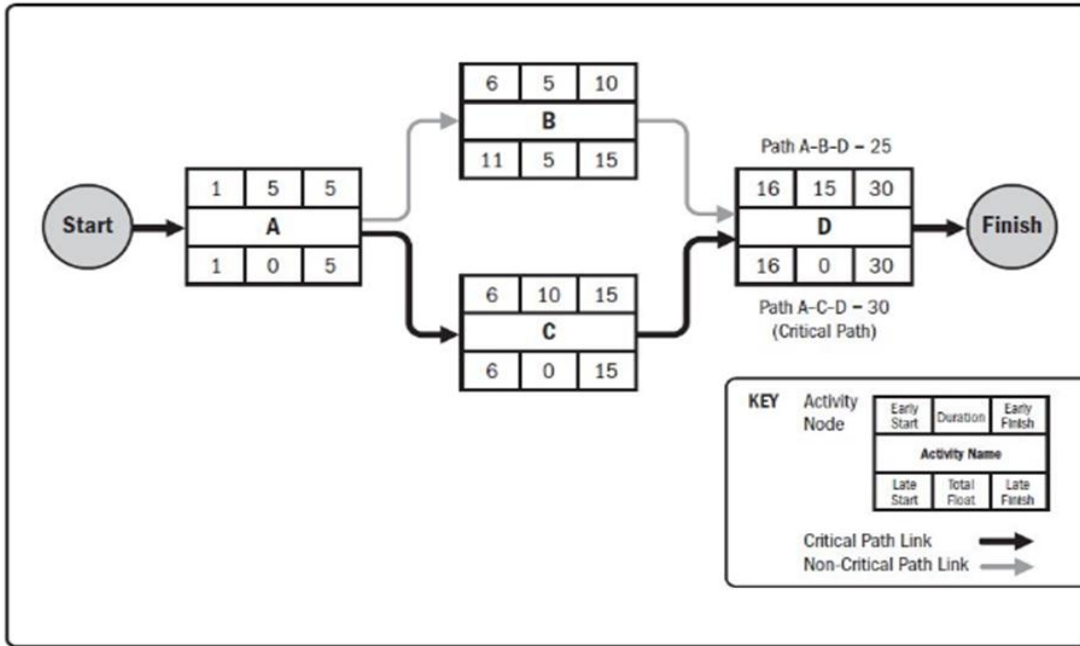 6 5 10
B
11 5 15
Path A-B-D – 25
Start
1 5 5
A
1 0 5
16 15 30
D
16 0 30
Finish
6 10 15
C
6 0 15
Path A-C-D – 30
(Critical Path)
KEY
Activity
Node
Early
Start
Duration
Early
Finish
Activity Name
Late
Start
Total
Float
Late
Finish
Critical Path Link
Non-Critical Path Link